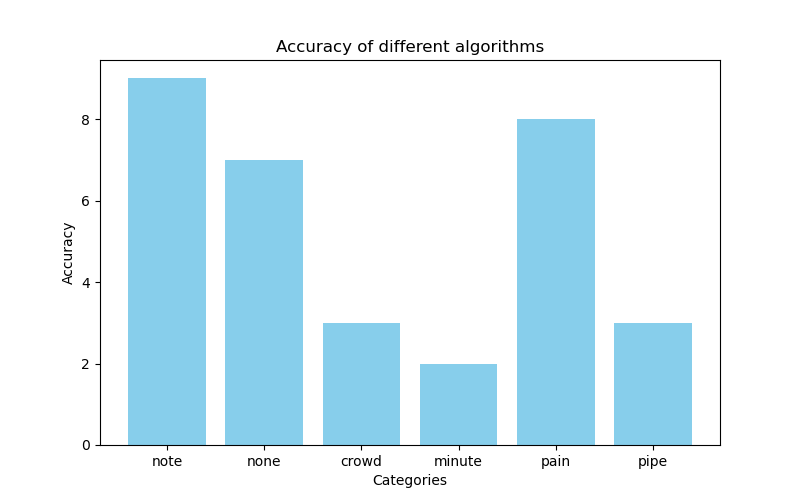 Accuracy of different algorithms
Accuracy
8
6
4
2
0
note none crowd minute pain pipe
Categories